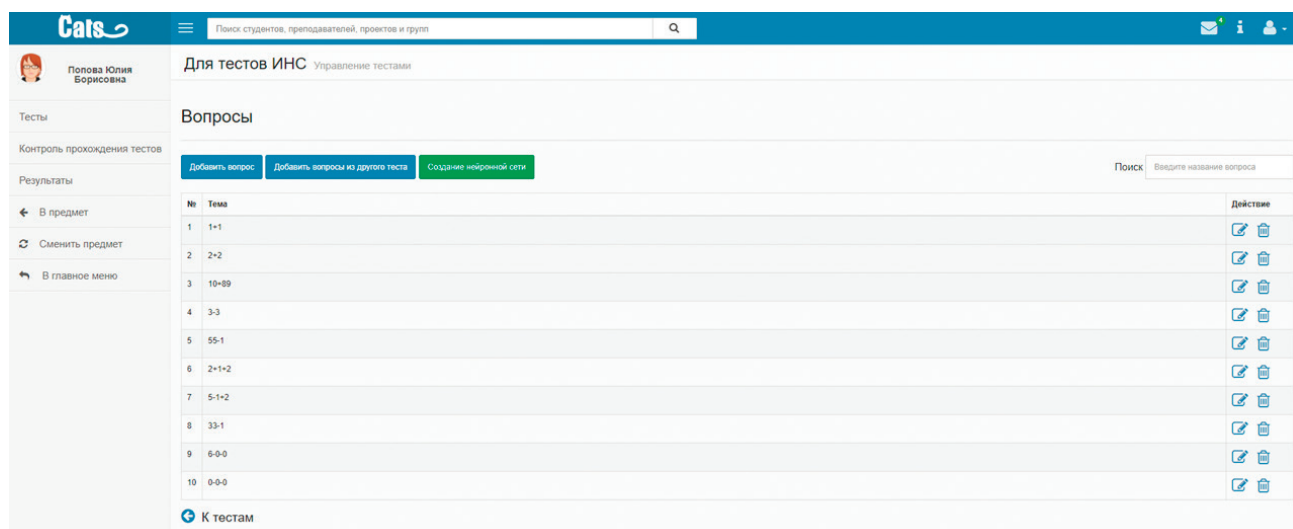 Cats
Поиск студентов, преподавателей, проектов и групп
4
Попова Юлия
Борисовна
Для тестов ИНС Управление тестами
Тесты
Контроль прохождения тестов
Результаты
В предмет
Сменить предмет
В главное меню
Вопросы
Добавить вопрос Добавить вопросы из другого теста Создание нейронной сети Поиск Введите название вопроса
№ Тема Действие
1 1+1
2 2+2
3 10+89
4 3-3
5 55-1
6 2+1+2
7 5-1+2
8 33-1
9 6-0-0
10 0-0-0
К тестам